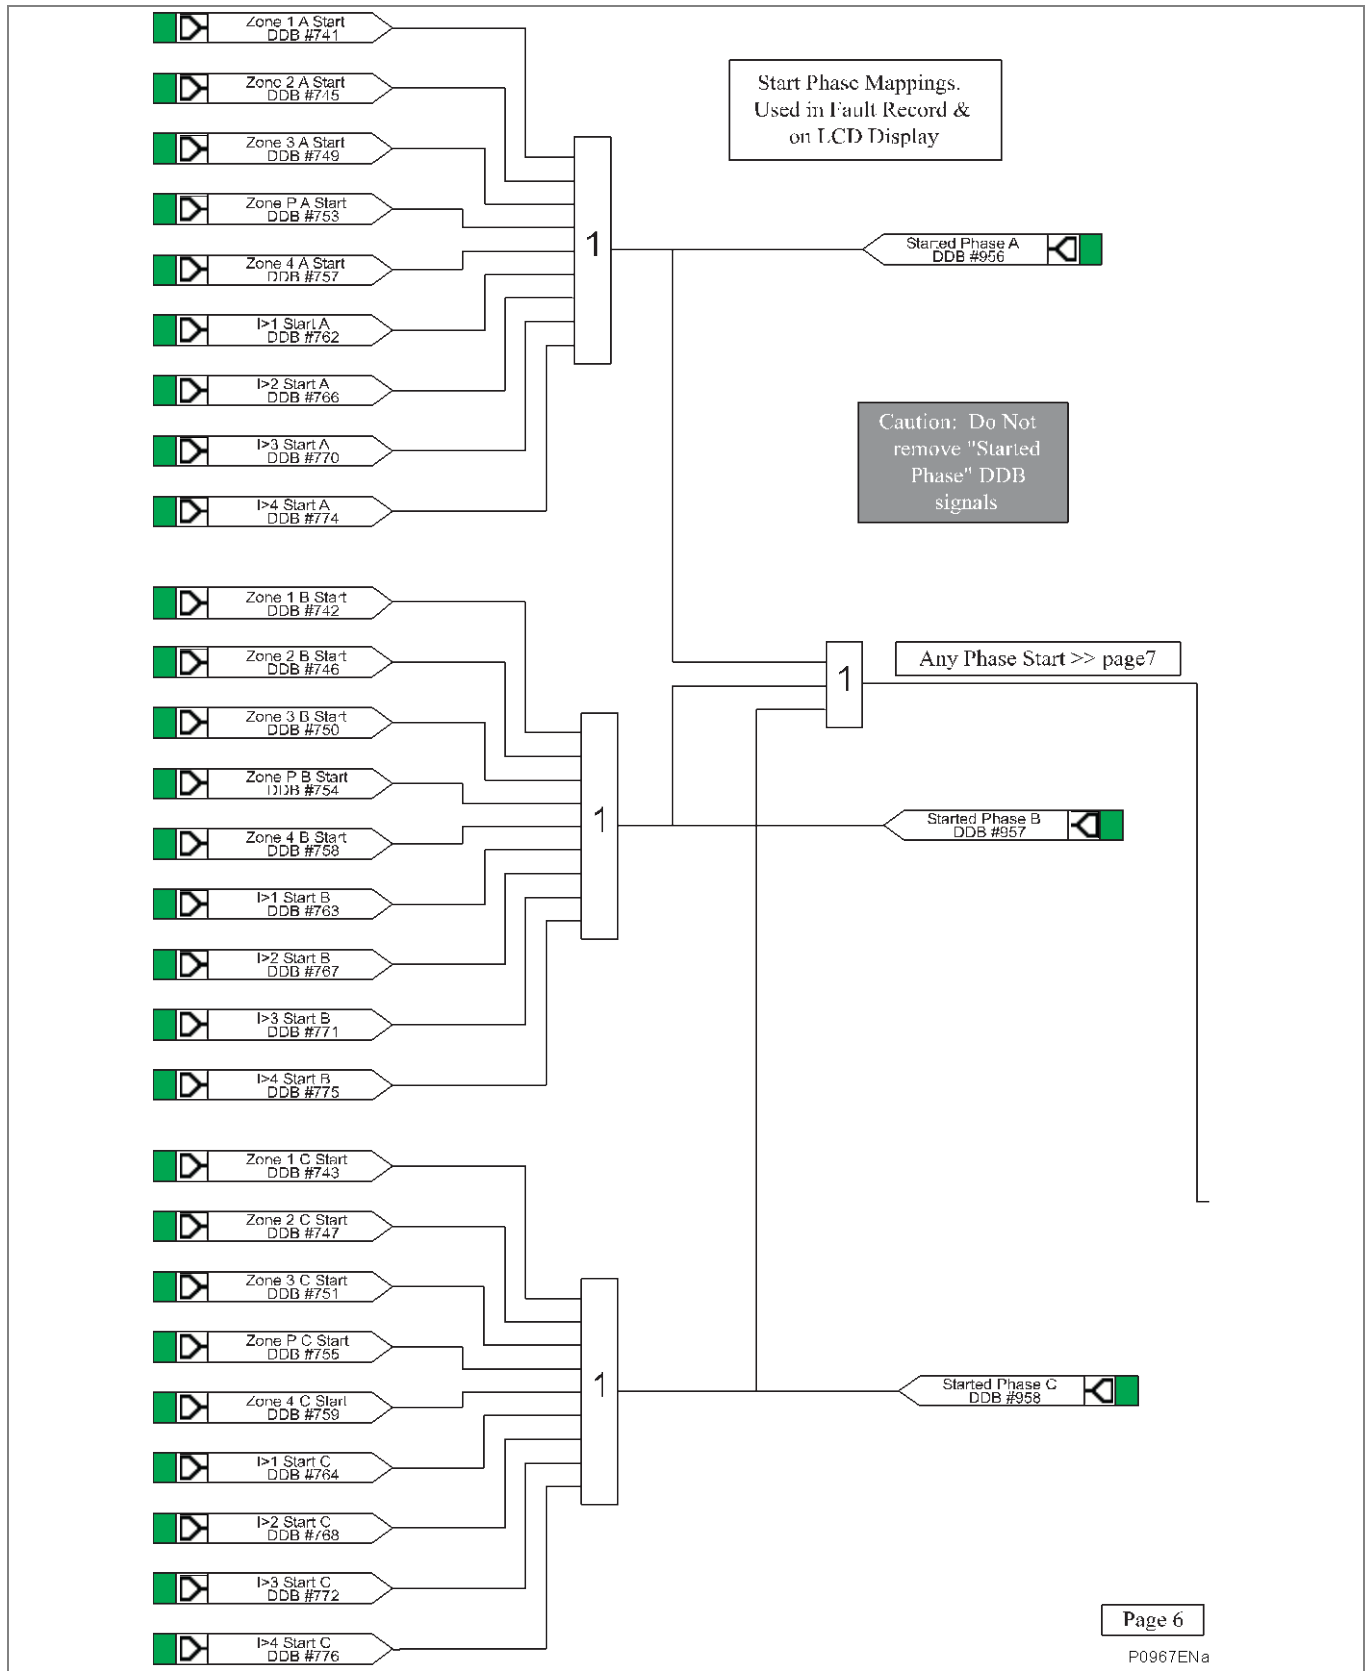 Zone 1 A Start
DDB #741
Zone 2 A Start
DDB #745
Zone 3 A Start
DDB #749
Zone P A Start
DDB #753
Zone 4 A Start
DDB #757
I>1 Start A
DDB #762
I>2 Start A
DDB #766
I>3 Start A
DDB #770
I>4 Start A
DDB #774
1
Start Phase Mappings.
Used in Fault Record &
on LCD Display
Started Phase A
DDB #956
Caution: Do Not
remove "Started
Phase" DDB
signals
Zone 1 B Start
DDB #742
Zone 2 B Start
DDB #746
Zone 3 B Start
DDB #750
Zone P B Start
DDB #754
Zone 4 B Start
DDB #758
I>1 Start B
DDB #763
I>2 Start B
DDB #767
I>3 Start B
DDB #771
I>4 Start B
DDB #775
1
1
Any Phase Start >> page7
Started Phase B
DDB #957
Zone 1 C Start
DDB #743
Zone 2 C Start
DDB #747
Zone 3 C Start
DDB #751
Zone P C Start
DDB #755
Zone 4 C Start
DDB #759
I>1 Start C
DDB #764
I>2 Start C
DDB #768
I>3 Start C
DDB #772
I>4 Start C
DDB #776
1
Started Phase C
DDB #958
Page 6
P0967ENa